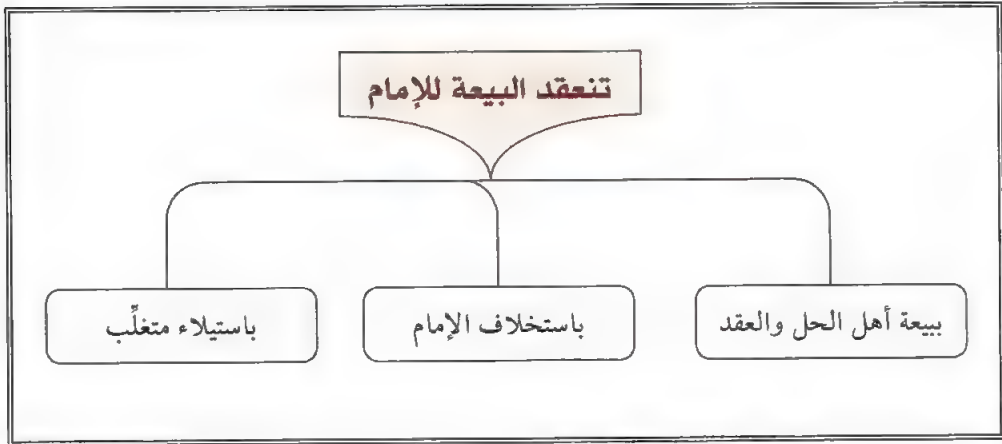 تنعقد البيعة للإمام
ببيعة أهل الحل والعقد
باستخلاف الإمام
باستيلاء متغلِّب